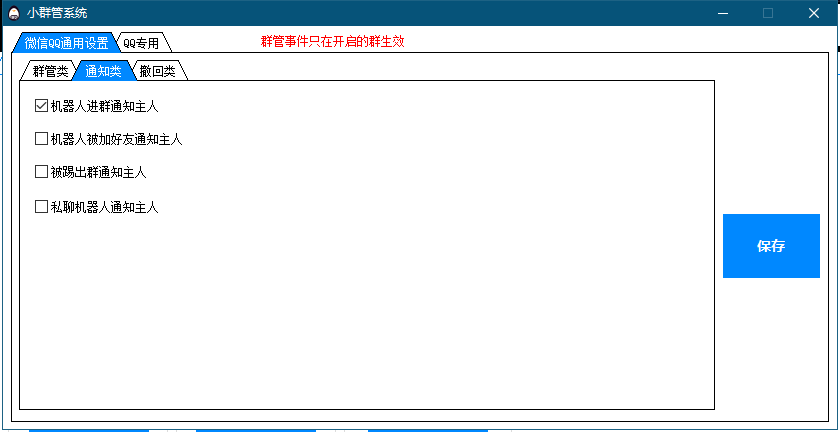 小群管系统
微信QQ通用设置 QQ专用 群管事件只在开启的群生效
群管类 通知类 撤回类
机器人进群通知主人
机器人被加好友通知主人
被踢出群通知主人
私聊机器人通知主人
保存